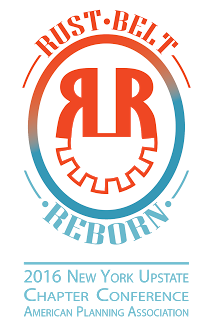 RUST • BELT
RR
• REBORN •
2016 NEW YORK UPSTATE
CHAPTER CONFERENCE
AMERICAN PLANNING ASSOCIATION